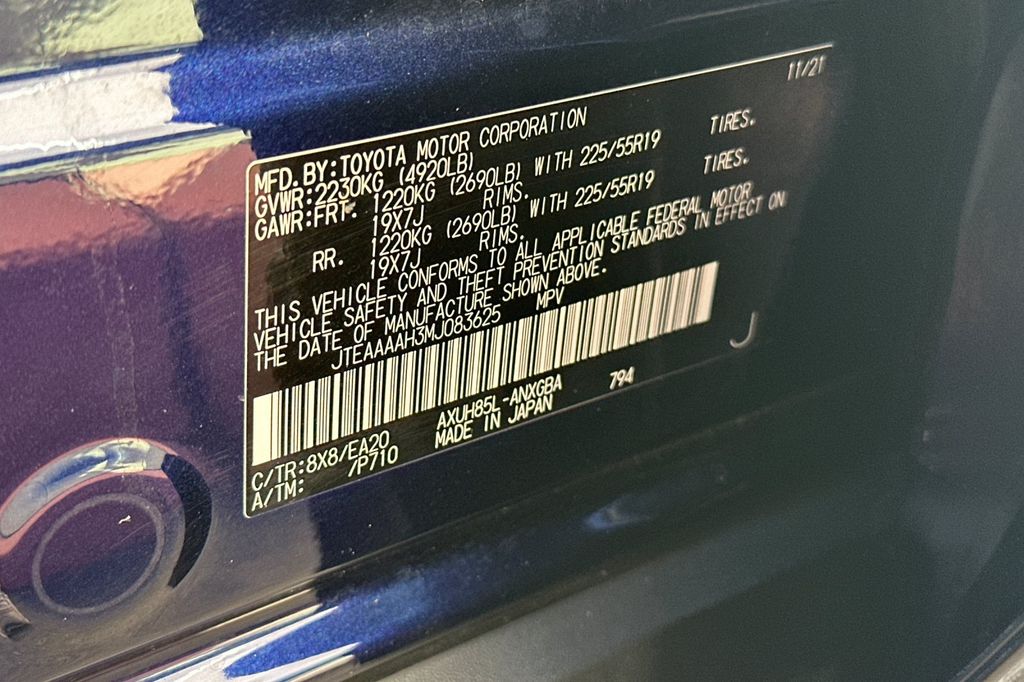 11/21
MFD. BY:TOYOTA MOTOR CORPORATION
GVWR:2230KG (4920LB)
GAWR:FRT. 1220KG (2690LB) WITH 225/55R19 TIRES.
19X7J RIMS.
RR. 1220KG (2690LB) WITH 225/55R19 TIRES.
19X7J RIMS.
THIS VEHICLE CONFORMS TO ALL APPLICABLE FEDERAL MOTOR
VEHICLE SAFETY AND THEFT PREVENTION STANDARDS IN EFFECT ON
THE DATE OF MANUFACTURE SHOWN ABOVE.
JTEAAAAH3MJ083625 MPV
J
AXUH85L-ANXGBA 794
C/TR:8X8/EA20 MADE IN JAPAN
A/TM: /P710